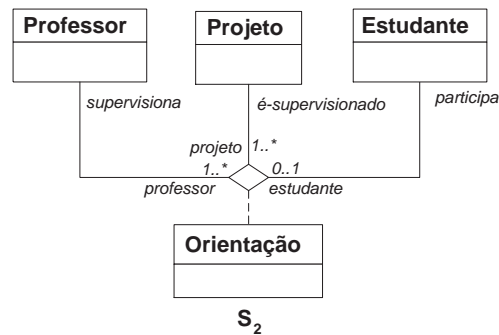 Professor
Projeto
Estudante
supervisiona
é-supervisionado
participa
projeto
1..*
1..*
0..1
professor
estudante
Orientação
S2